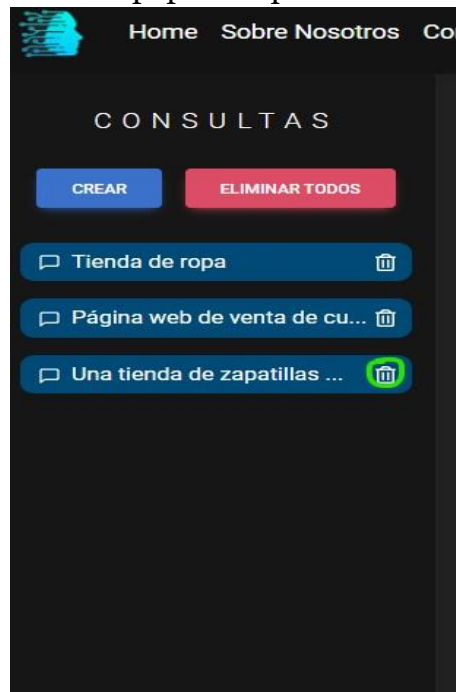 Home Sobre Nosotros
CONSULTAS
CREAR ELIMINAR TODOS
Tienda de ropa
Página web de venta de cu...
Una tienda de zapatillas ...